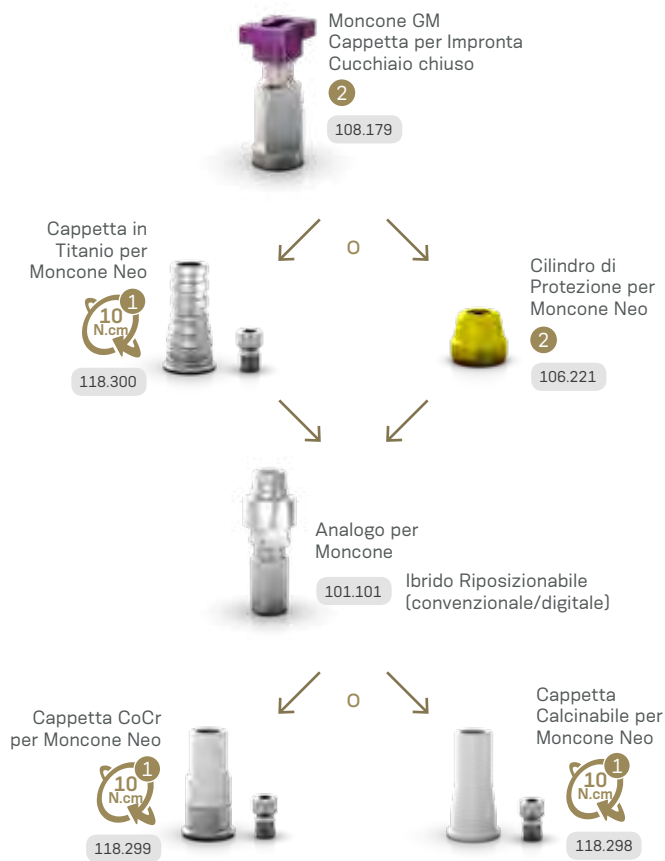 Moncone GM
Cappetta per Impronta
Cucchiaio chiuso
2
108.179
O
Cappetta in
Titanio per
Moncone Neo
1
10
N.cm
118.300
Cilindro di
Protezione per
Moncone Neo
2
106.221
Analogo per
Moncone
101.101
Ibrido Riposizionabile
(convenzionale/digitale)
O
Cappetta CoCr
per Moncone Neo
1
10
N.cm
118.299
Cappetta
Calcinabile per
Moncone Neo
1
10
N.cm
118.298